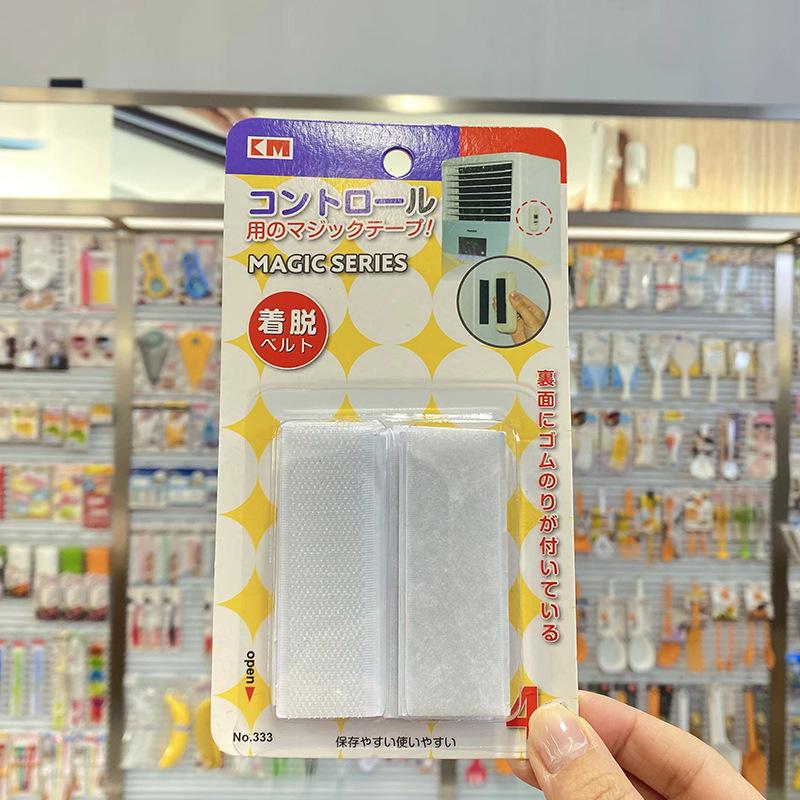 KM
コントロール
用のマジックテープ!
MAGIC SERIES
着脱
ベルト
裏面にゴムのりが付いている
open
No.333
保存やすい使いやすい